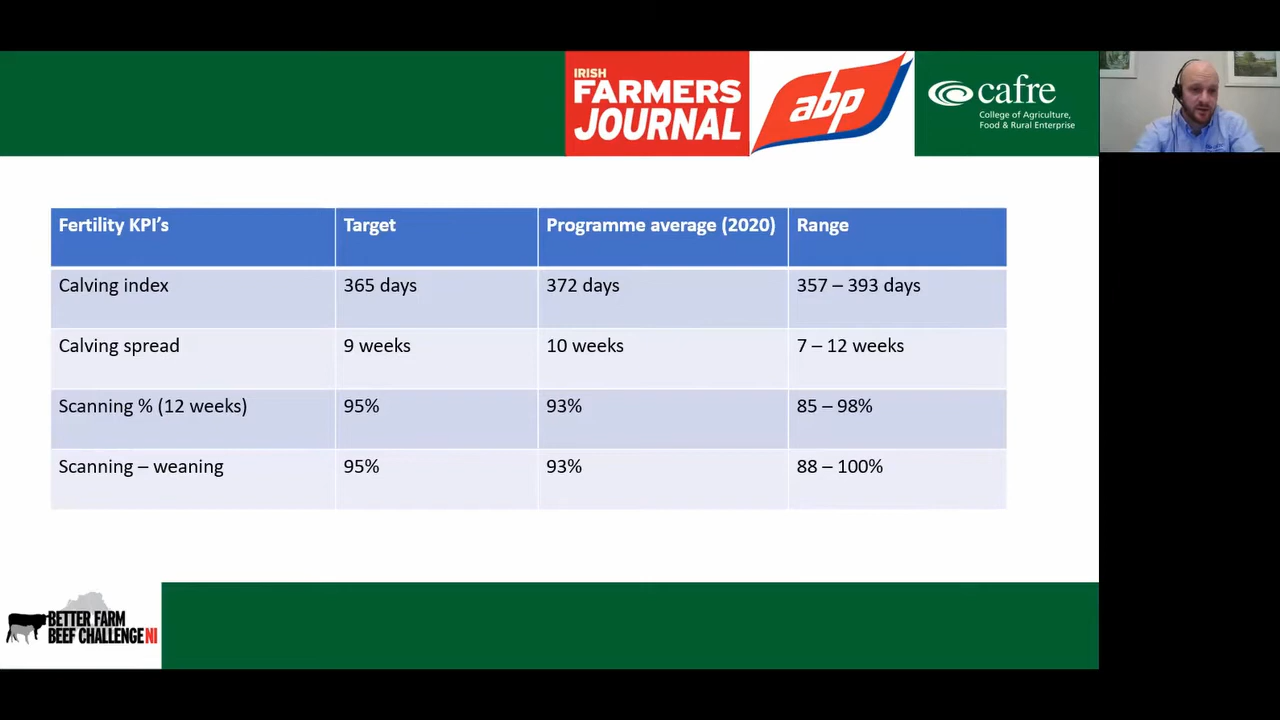 IRISH
FARMERS
JOURNAL
abp
cafre
College of Agriculture,
Food & Rural Enterprise
Fertility KPI's Target Programme average (2020) Range
Calving index 365 days 372 days 357 – 393 days
Calving spread 9 weeks 10 weeks 7 – 12 weeks
Scanning % (12 weeks) 95% 93% 85 – 98%
Scanning – weaning 95% 93% 88 – 100%
BETTER FARM
BEEF CHALLENGE NI